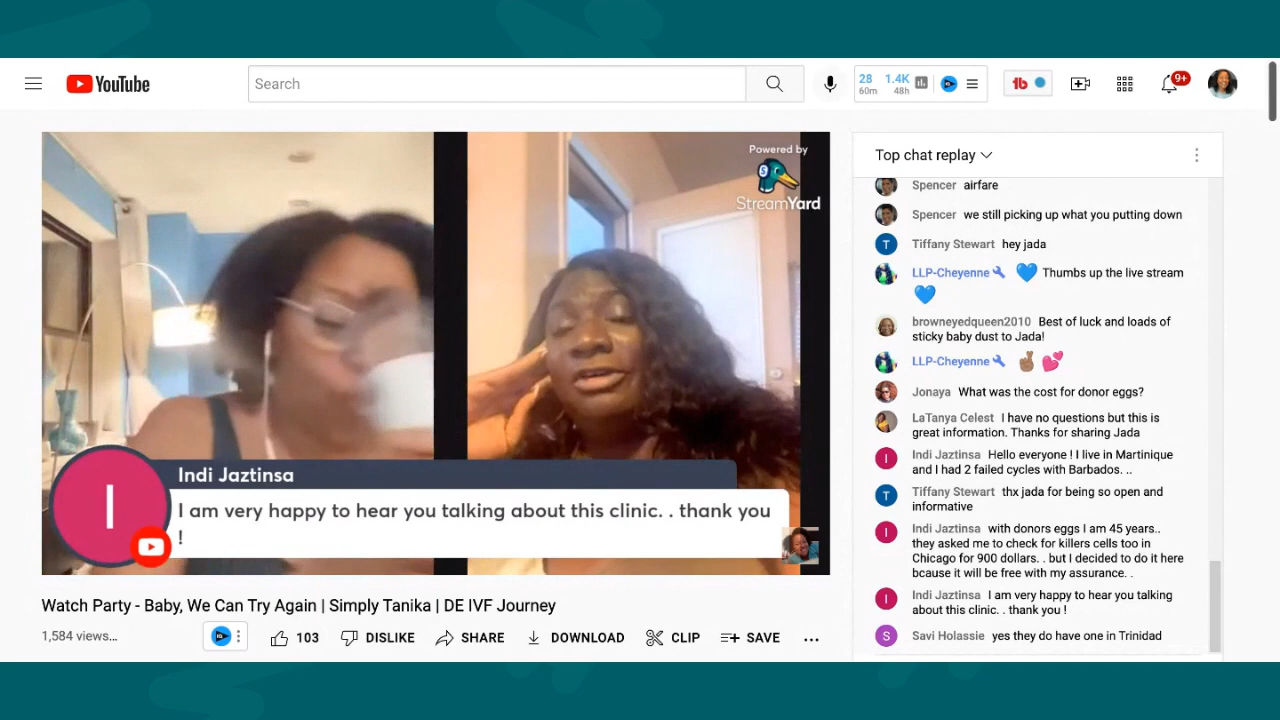 YouTube
Search
28 1.4K
60m 48h
9+
Powered by
StreamYard
I
Indi Jaztinsa
I am very happy to hear you talking about this clinic. . thank you
!
Watch Party - Baby, We Can Try Again | Simply Tanika | DE IVF Journey
1,584 views...
103
DISLIKE
SHARE
DOWNLOAD
CLIP
SAVE
Top chat replay
Spencer airfare
Spencer we still picking up what you putting down
T Tiffany Stewart hey jada
LLP-Cheyenne 💙 Thumbs up the live stream
💙
browneyedqueen2010 Best of luck and loads of
sticky baby dust to Jada!
LLP-Cheyenne 🤞🏽 💕
Jonaya What was the cost for donor eggs?
LaTanya Celest I have no questions but this is
great information. Thanks for sharing Jada
I Indi Jaztinsa Hello everyone ! I live in Martinique
and I had 2 failed cycles with Barbados. ..
T Tiffany Stewart thx jada for being so open and
informative
I Indi Jaztinsa with donors eggs I am 45 years..
they asked me to check for killers cells too in
Chicago for 900 dollars. . but I decided to do it here
bcause it will be free with my assurance. .
I Indi Jaztinsa I am very happy to hear you talking
about this clinic. . thank you !
S Savi Holassie yes they do have one in Trinidad